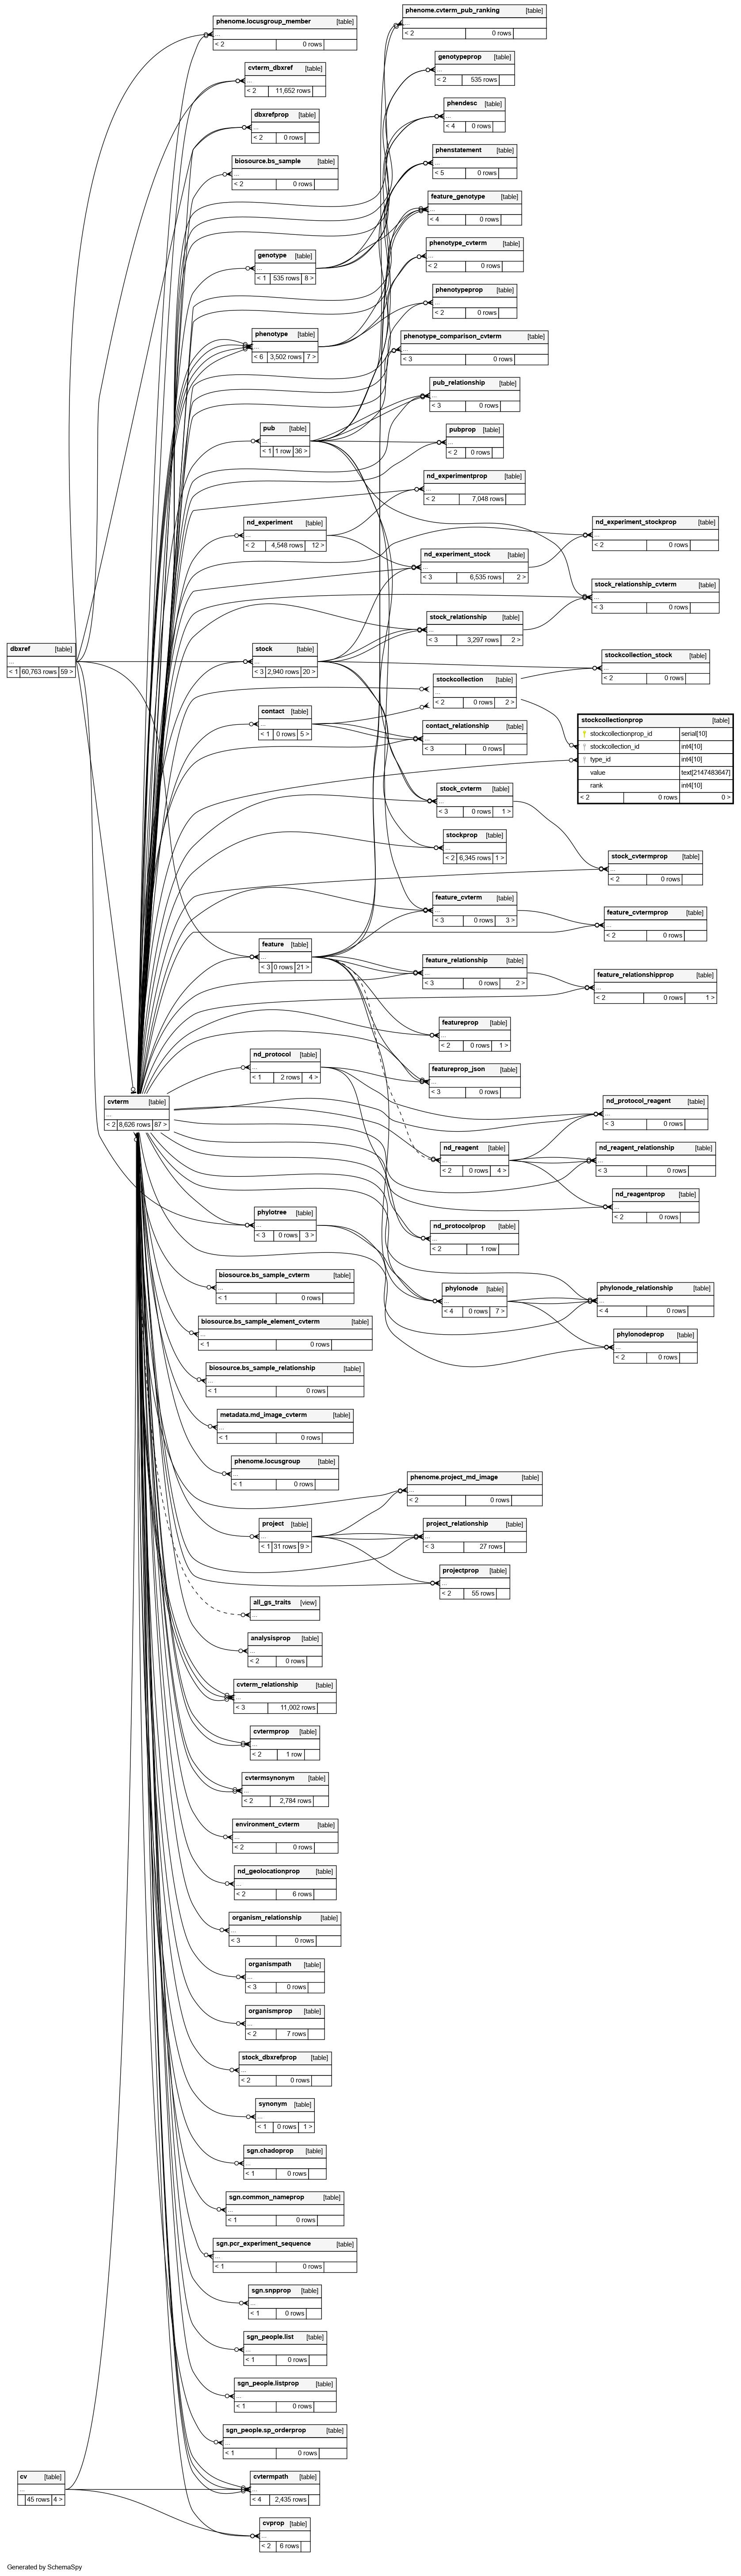 phenome.locusgroup_member [table]
...
< 2 0 rows
phenome.cvterm_pub_ranking [table]
...
< 2 0 rows
cvterm_dbxref [table]
...
< 2 11,652 rows
genotypeprop [table]
...
< 2 535 rows
dbxrefprop [table]
...
< 2 0 rows
phendesc [table]
...
< 4 0 rows
biosource.bs_sample [table]
...
< 2 0 rows
phenstatement [table]
...
< 5 0 rows
feature_genotype [table]
...
< 4 0 rows
genotype [table]
...
< 1 535 rows 8 >
phenotype_cvterm [table]
...
< 2 0 rows
phenotypeprop [table]
...
< 2 0 rows
phenotype [table]
...
< 6 3,502 rows 7 >
phenotype_comparison_cvterm [table]
...
< 3 0 rows
pub_relationship [table]
...
< 3 0 rows
pub [table]
...
< 1 1 row 36 >
pubprop [table]
...
< 2 0 rows
nd_experimentprop [table]
...
< 2 7,048 rows
nd_experiment [table]
...
< 2 4,548 rows 12 >
nd_experiment_stockprop [table]
...
< 2 0 rows
nd_experiment_stock [table]
...
< 3 6,535 rows 2 >
stock_relationship_cvterm [table]
...
< 3 0 rows
stock_relationship [table]
...
< 3 3,297 rows 2 >
dbxref [table]
...
< 1 60,763 rows 59 >
stock [table]
...
< 3 2,940 rows 20 >
stockcollection_stock [table]
...
< 2 0 rows
stockcollection [table]
...
< 2 0 rows 2 >
contact [table]
...
< 1 0 rows 5 >
contact_relationship [table]
...
< 3 0 rows
stockcollectionprop [table]
stockcollectionprop_id serial[10]
stockcollection_id int4[10]
type_id int4[10]
value text[2147483647]
rank int4[10]
< 2 0 rows 0 >
stock_cvterm [table]
...
< 3 0 rows 1 >
stockprop [table]
...
< 2 6,345 rows 1 >
stock_cvtermprop [table]
...
< 2 0 rows
feature_cvterm [table]
...
< 3 0 rows 3 >
feature_cvtermprop [table]
...
< 2 0 rows
feature [table]
...
< 3 0 rows 21 >
feature_relationship [table]
...
< 3 0 rows 2 >
feature_relationshipprop [table]
...
< 2 0 rows 1 >
featureprop [table]
...
< 2 0 rows 1 >
nd_protocol [table]
...
< 1 2 rows 4 >
featureprop_json [table]
...
< 3 0 rows
cvterm [table]
...
< 2 8,626 rows 87 >
nd_protocol_reagent [table]
...
< 3 0 rows
nd_reagent [table]
...
< 2 0 rows 4 >
nd_reagent_relationship [table]
...
< 3 0 rows
nd_reagentprop [table]
...
< 2 0 rows
phylotree [table]
...
< 3 0 rows 3 >
nd_protocolprop [table]
...
< 2 1 row
biosource.bs_sample_cvterm [table]
...
< 1 0 rows
phylonode [table]
...
< 4 0 rows 7 >
phylonode_relationship [table]
...
< 4 0 rows
biosource.bs_sample_element_cvterm [table]
...
< 1 0 rows
phylonodeprop [table]
...
< 2 0 rows
biosource.bs_sample_relationship [table]
...
< 1 0 rows
metadata.md_image_cvterm [table]
...
< 1 0 rows
phenome.locusgroup [table]
...
< 1 0 rows
phenome.project_md_image [table]
...
< 2 0 rows
project [table]
...
< 1 31 rows 9 >
project_relationship [table]
...
< 3 27 rows
projectprop [table]
...
< 2 55 rows
all_gs_traits [view]
...
analysisprop [table]
...
< 2 0 rows
cvterm_relationship [table]
...
< 3 11,002 rows
cvtermprop [table]
...
< 2 1 row
cvtermsynonym [table]
...
< 2 2,784 rows
environment_cvterm [table]
...
< 2 0 rows
nd_geolocationprop [table]
...
< 2 6 rows
organism_relationship [table]
...
< 3 0 rows
organismpath [table]
...
< 3 0 rows
organismprop [table]
...
< 2 7 rows
stock_dbxrefprop [table]
...
< 2 0 rows
synonym [table]
...
< 1 0 rows 1 >
sgn.chadoprop [table]
...
< 1 0 rows
sgn.common_nameprop [table]
...
< 1 0 rows
sgn.pcr_experiment_sequence [table]
...
< 1 0 rows
sgn.snpprop [table]
...
< 1 0 rows
sgn_people.list [table]
...
< 1 0 rows
sgn_people.listprop [table]
...
< 1 0 rows
sgn_people.sp_orderprop [table]
...
< 1 0 rows
cv [table]
...
45 rows 4 >
cvtermpath [table]
...
< 4 2,435 rows
cvprop [table]
...
< 2 6 rows
Generated by SchemaSpy